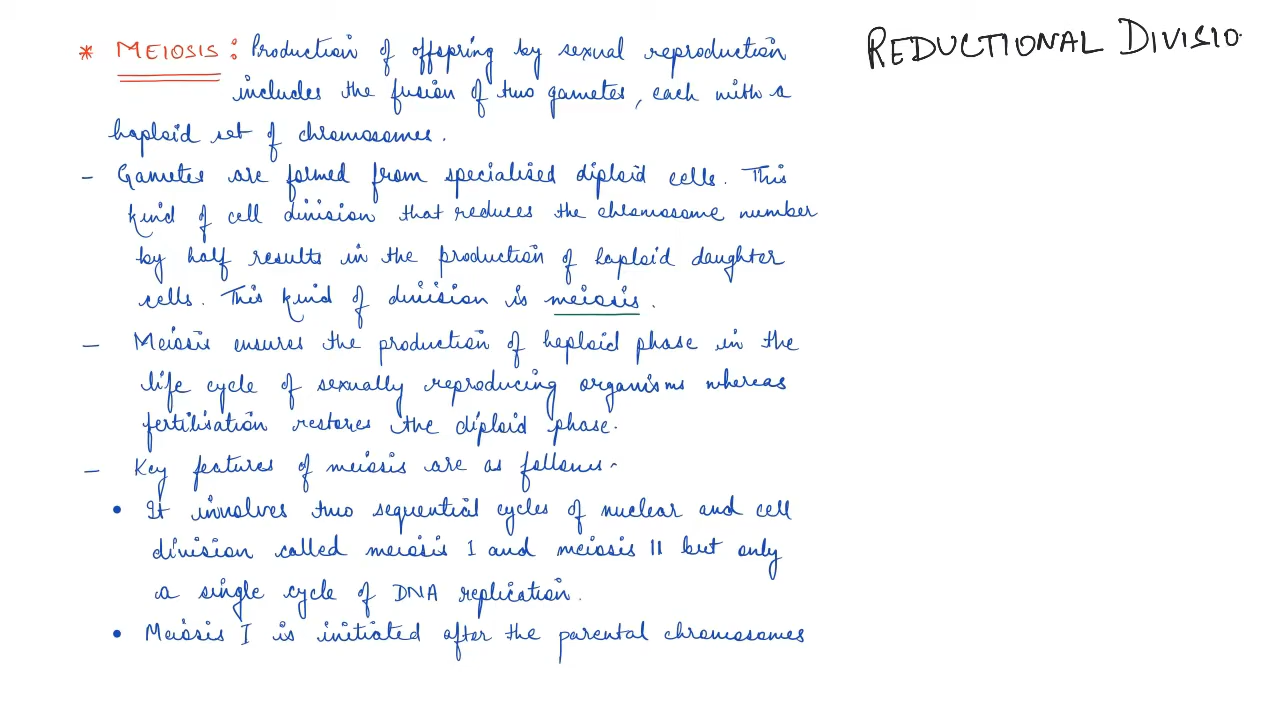 * MEIOSIS : Production of offspring by sexual reproduction
includes the fusion of two gametes, each with a
haploid set of chromosomes.
- Gametes are formed from specialised diploid cells. This
kind of cell division that reduces the chromosome number
by half results in the production of haploid daughter
cells. This kind of division is meiosis.
- Meiosis ensures the production of haploid phase in the
life cycle of sexually reproducing organisms whereas
fertilisation restores the diploid phase.
- Key features of meiosis are as follows -
• It involves two sequential cycles of nuclear and cell
division called meiosis I and meiosis II but only
a single cycle of DNA replication.
• Meiosis I is initiated after the parental chromosomes
REDUCTIONAL DIVISIO